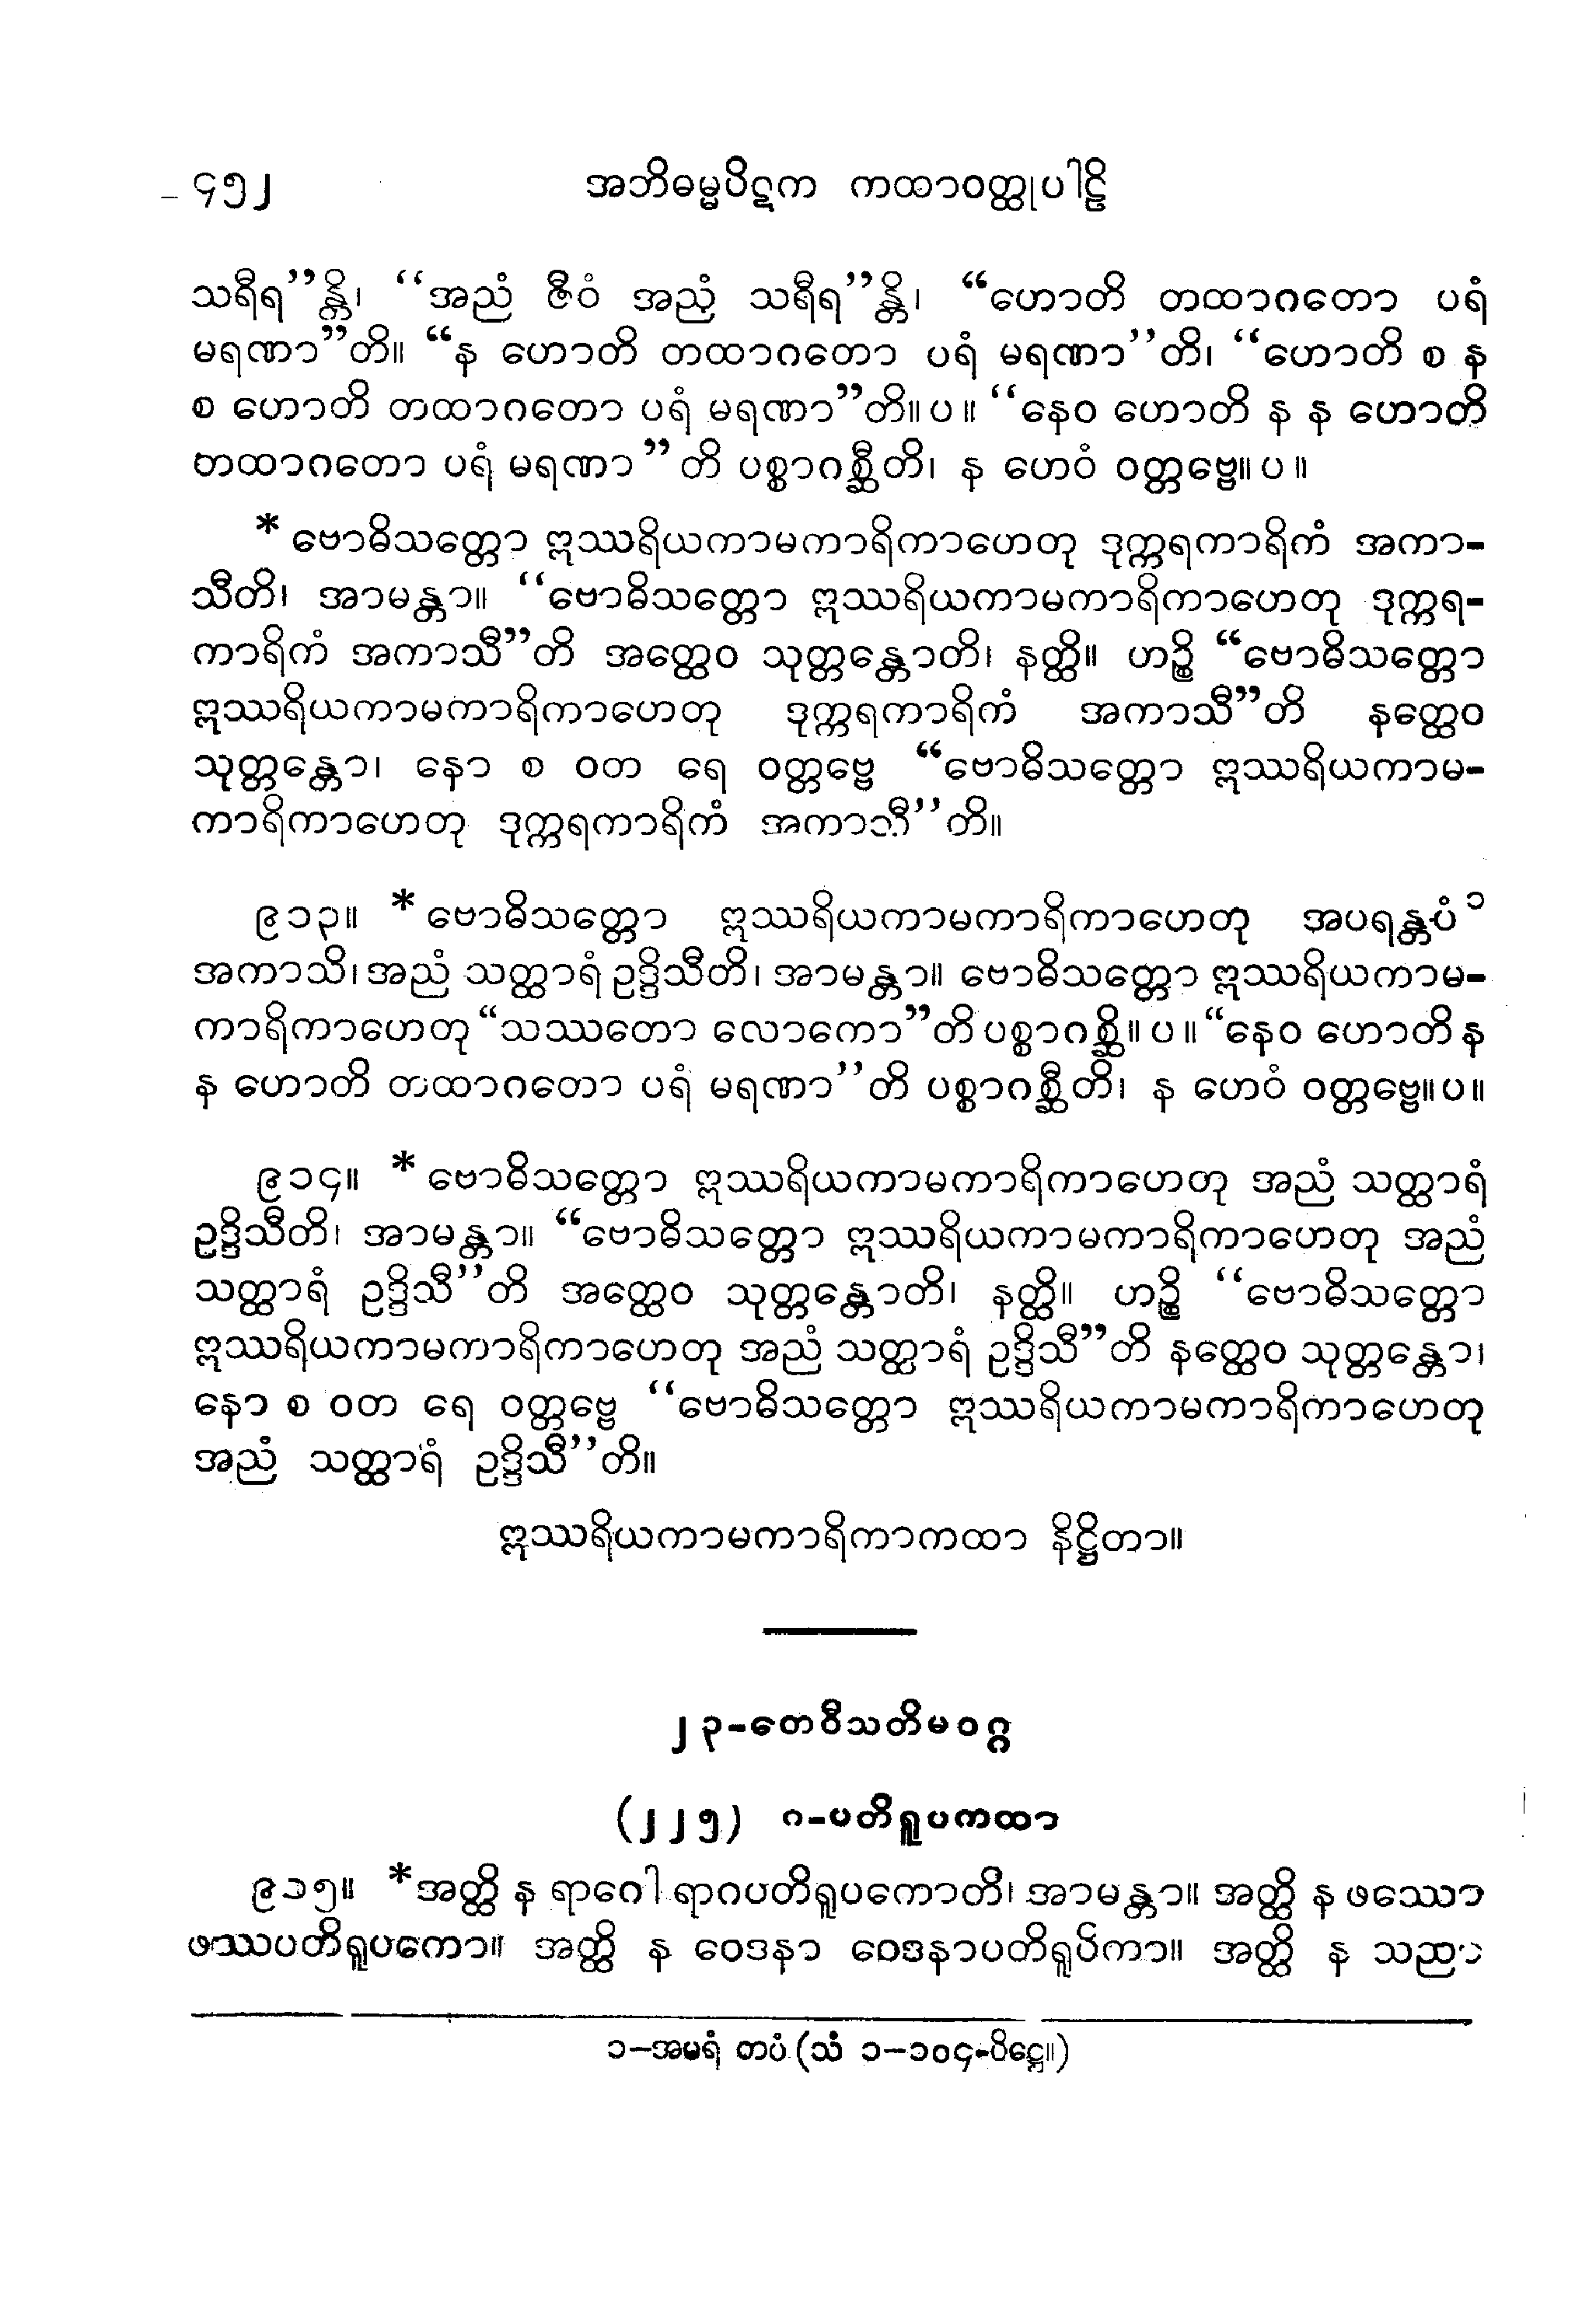 ၄၅၂ အဘိဓမ္မပိဋက ကထာဝတ္ထုပါဠိ
သရီရ”န္တိ၊ “အညံ ဇီဝံ အညံ့ သရီရ”န္တိ၊ “ဟောတိ တထာဂတော ပရံ
မရဏာ”တိ။ “န ဟောတိ တထာဂတော ပရံ မရဏာ”တိ၊ “ဟောတိ စ န
စ ဟောတိ တထာဂတော ပရံ မရဏာ”တိ။ပ။ “နေဝ ဟောတိ န န ဟောတိ
တထာဂတော ပရံ မရဏာ”တိ ပစ္စာဂစ္ဆီတိ၊ န ဟေဝံ ဝတ္တဗ္ဗေ။ပ။
* ဗောဓိသတ္တော ဣဿရိယကာမကာရိကာဟေတု ဒုက္ကရကာရိကံ အကာ-
သီတိ၊ အာမန္တာ။ “ဗောဓိသတ္တော ဣဿရိယကာမကာရိကာဟေတု ဒုက္ကရ-
ကာရိကံ အကာသီ”တိ အတ္ထေဝ သုတ္တန္တောတိ၊ နတ္ထိ။ ဟဉ္စိ “ဗောဓိသတ္တော
ဣဿရိယကာမကာရိကာဟေတု ဒုက္ကရကာရိကံ အကာသီ”တိ နတ္ထေဝ
သုတ္တန္တော၊ နော စ ဝတ ရေ ဝတ္တဗ္ဗေ “ဗောဓိသတ္တော ဣဿရိယကာမ-
ကာရိကာဟေတု ဒုက္ကရကာရိကံ အကာသီ”တိ။
၉၁၃။ * ဗောဓိသတ္တော ဣဿရိယကာမကာရိကာဟေတု အပရန္တပံ ၁
အကာသိ၊ အညံ သတ္ထာရံ ဥဒ္ဒိသီတိ၊ အာမန္တာ။ ဗောဓိသတ္တော ဣဿရိယကာမ-
ကာရိကာဟေတု “သဿတော လောကော”တိ ပစ္စာဂစ္ဆိ။ပ။ “နေဝ ဟောတိ န
န ဟောတိ တထာဂတော ပရံ မရဏာ”တိ ပစ္စာဂစ္ဆီတိ၊ န ဟေဝံ ဝတ္တဗ္ဗေ။ပ။
၉၁၄။ * ဗောဓိသတ္တော ဣဿရိယကာမကာရိကာဟေတု အညံ သတ္ထာရံ
ဥဒ္ဒိသီတိ၊ အာမန္တာ။ “ဗောဓိသတ္တော ဣဿရိယကာမကာရိကာဟေတု အညံ
သတ္ထာရံ ဥဒ္ဒိသီ”တိ အတ္ထေဝ သုတ္တန္တောတိ၊ နတ္ထိ။ ဟဉ္စိ “ဗောဓိသတ္တော
ဣဿရိယကာမကာရိကာဟေတု အညံ သတ္ထာရံ ဥဒ္ဒိသီ”တိ နတ္ထေဝ သုတ္တန္တော၊
နော စ ဝတ ရေ ဝတ္တဗ္ဗေ “ဗောဓိသတ္တော ဣဿရိယကာမကာရိကာဟေတု
အညံ သတ္ထာရံ ဥဒ္ဒိသီ”တိ။
ဣဿရိယကာမကာရိကာကထာ နိဋ္ဌိတာ။
၂၃-တေဝီသတိမဝဂ္ဂ
(၂၂၅) ဂ-ပတိရူပကထာ
၉၁၅။ *အတ္ထိ န ရာဂေါ ရာဂပတိရူပကောတိ၊ အာမန္တာ။ အတ္ထိ န ဖဿော
ဖဿပတိရူပကော။ အတ္ထိ န ဝေဒနာ ဝေဒနာပတိရူပိကာ။ အတ္ထိ န သညာ
၁-အမရံ တပံ (သံ ၁-၁၀၄-ပိဋ္ဌေ။)